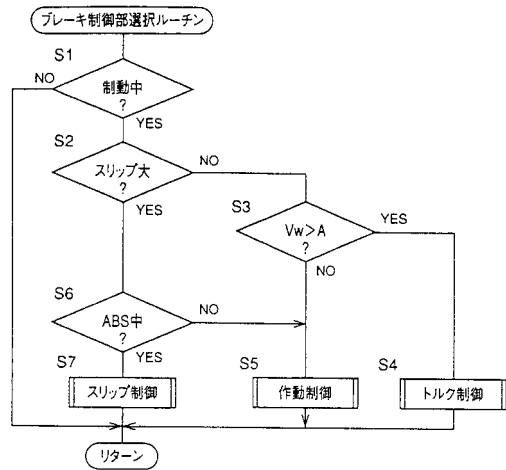 ブレーキ制御部選択ルーチン
S1
制動中
?
NO
YES
S2
スリップ大
?
NO
YES
S3
Vw>A
?
YES
NO
S6
ABS中
?
NO
YES
S7
スリップ制御
S5
作動制御
S4
トルク制御
リターン